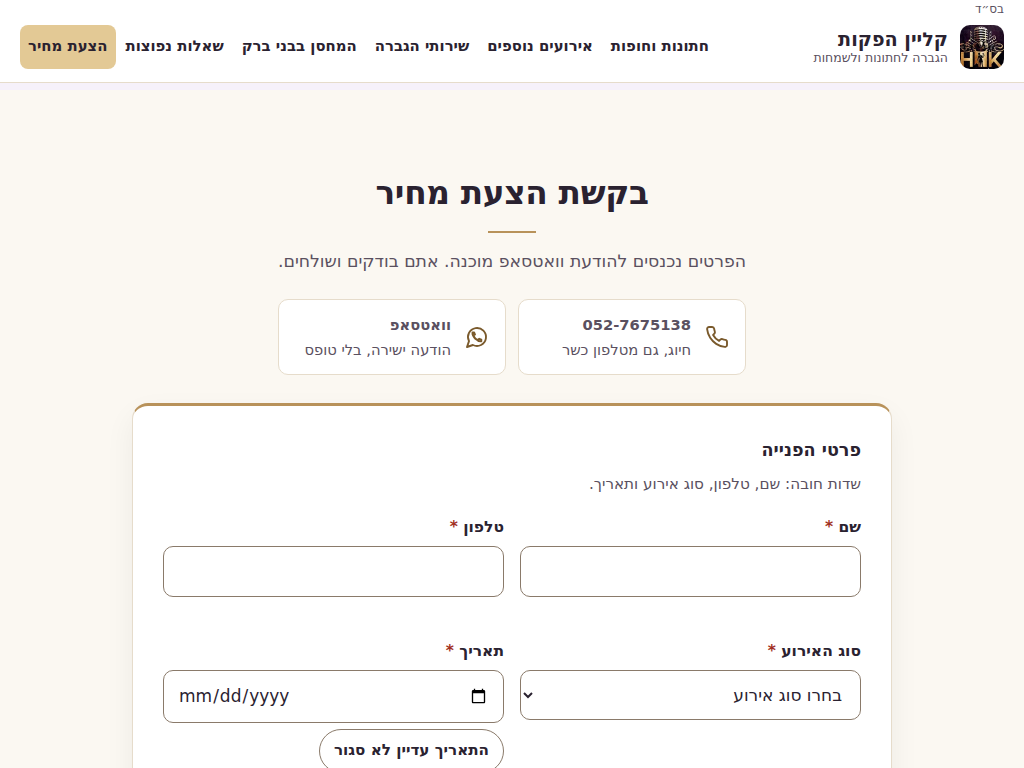 בס״ד
קליין הפקות
הגברה לחתונות ולשמחות
חתונות וחופות
אירועים נוספים
שירותי הגברה
המחסן בבני ברק
שאלות נפוצות
הצעת מחיר
בקשת הצעת מחיר
הפרטים נכנסים להודעת וואטסאפ מוכנה. אתם בודקים ושולחים.
052-7675138
חיוג, גם מטלפון כשר
וואטסאפ
הודעה ישירה, בלי טופס
פרטי הפנייה
שדות חובה: שם, טלפון, סוג אירוע ותאריך.
שם *
טלפון *
סוג האירוע *
תאריך *
בחרו סוג אירוע
mm/dd/yyyy
התאריך עדיין לא סגור